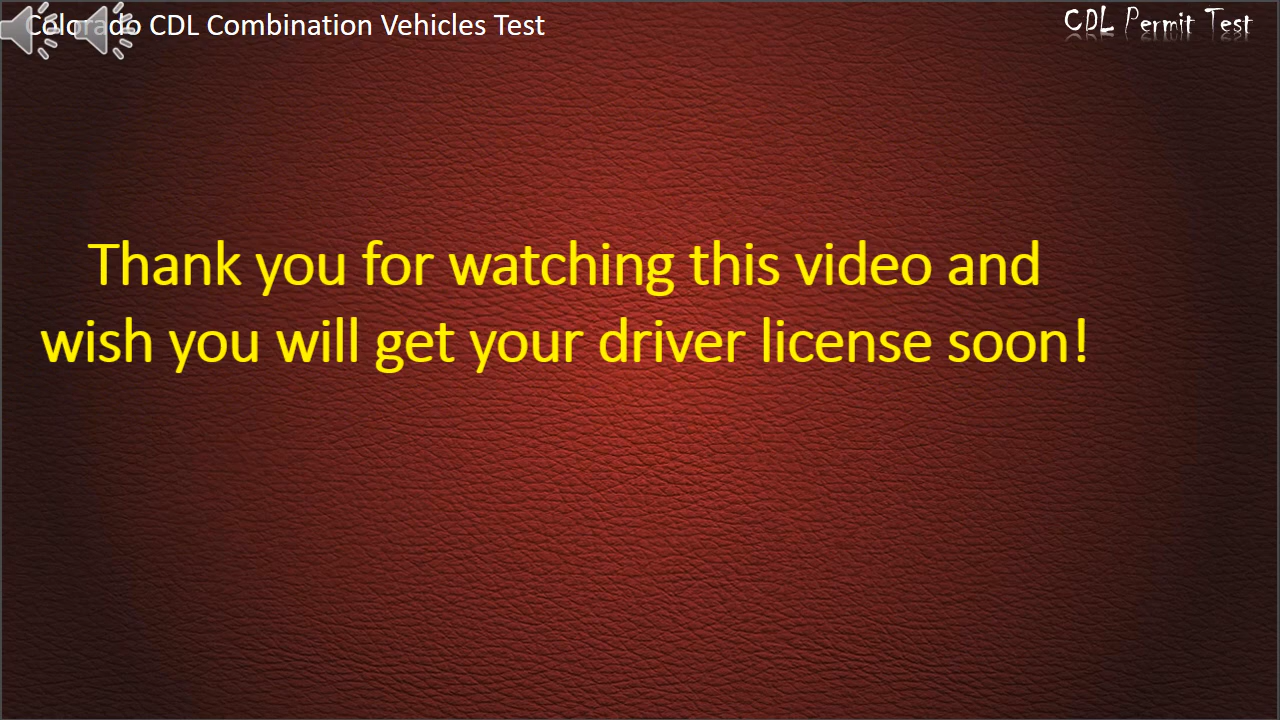 Colorado CDL Combination Vehicles Test
CDL Permit Test
Thank you for watching this video and
wish you will get your driver license soon!